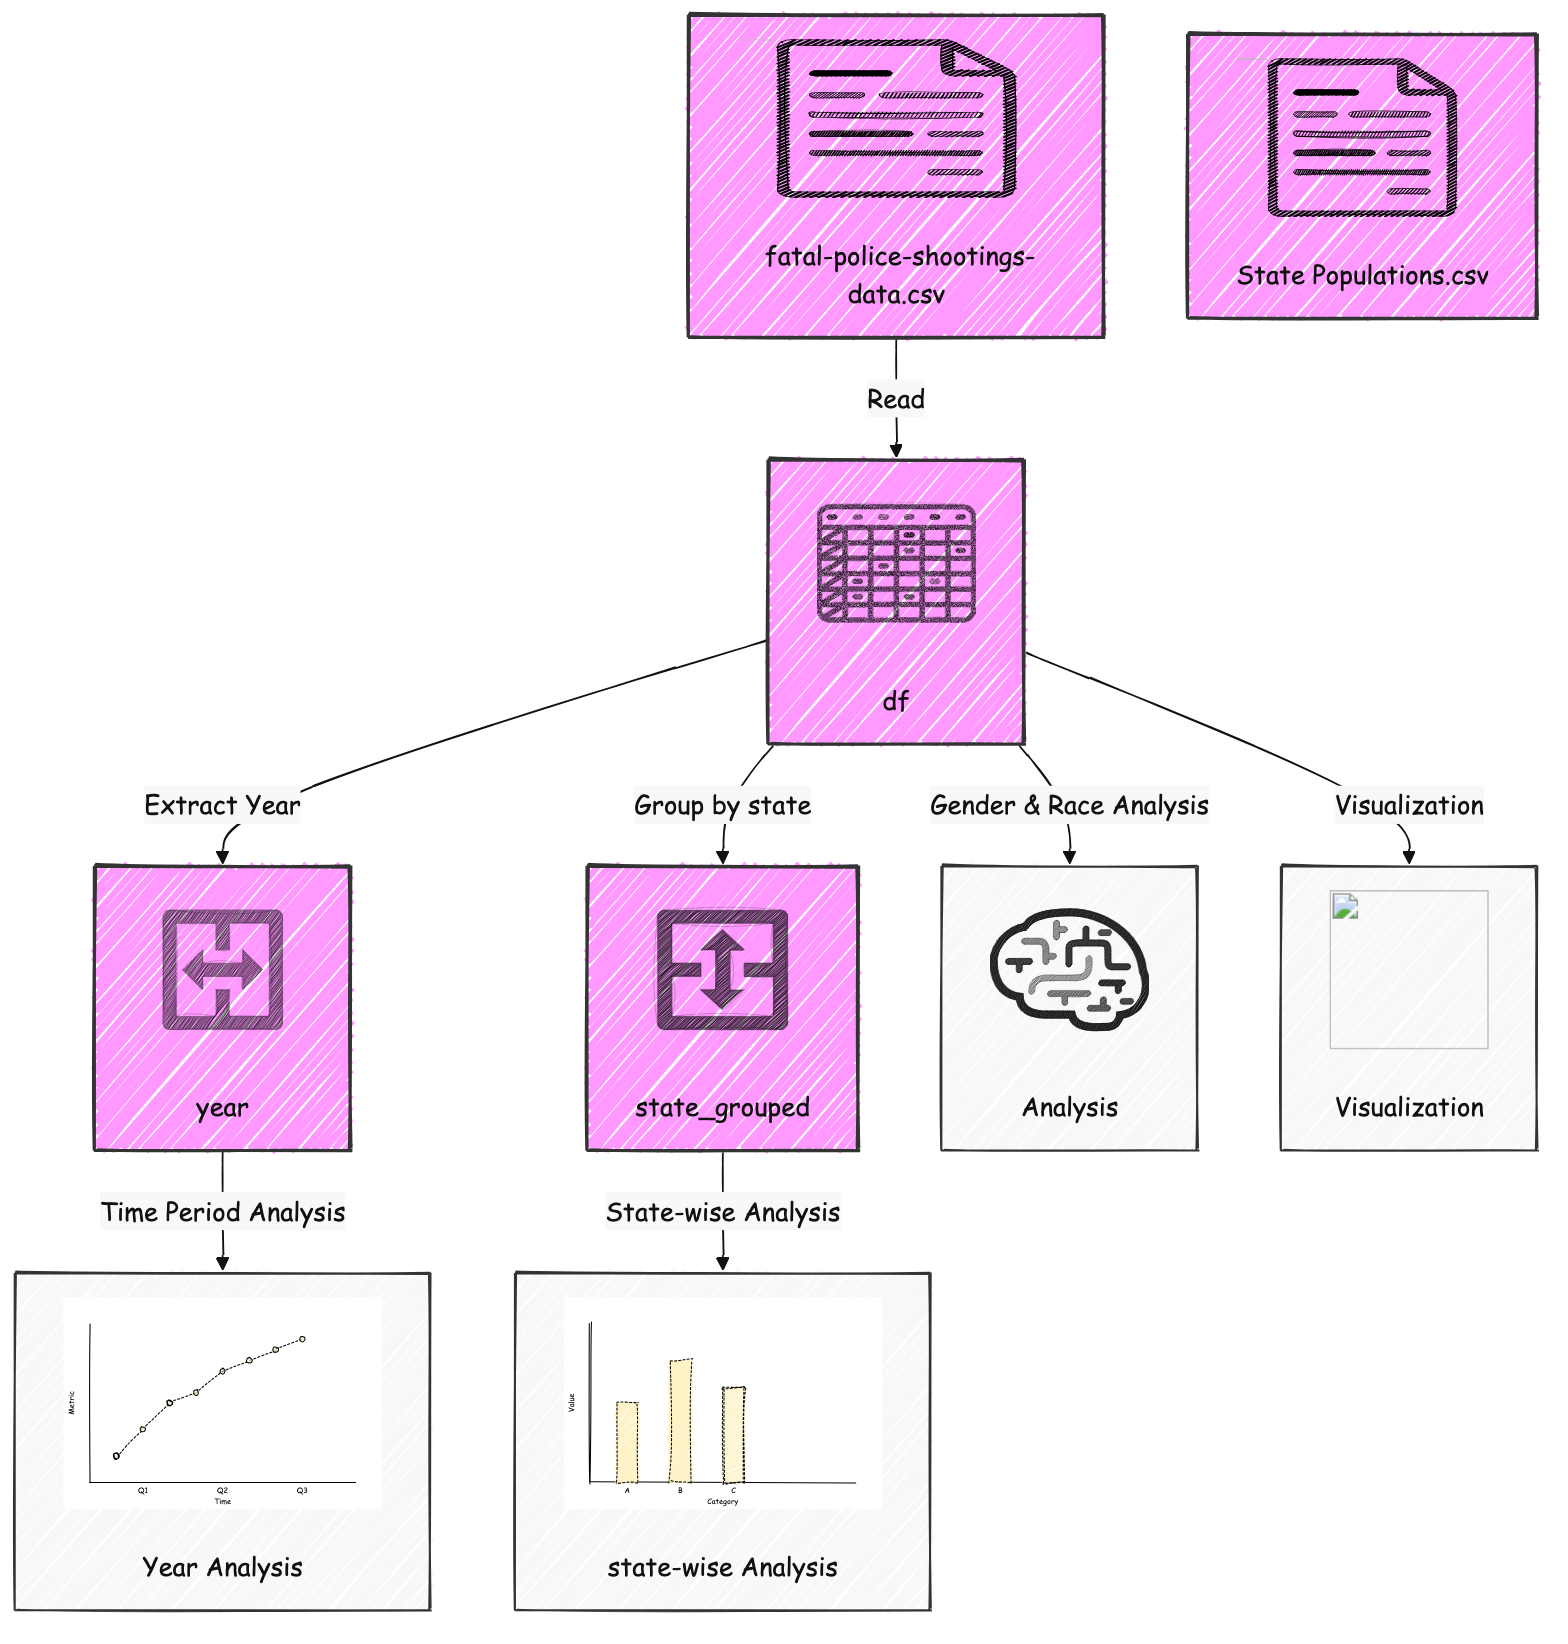 fatal-police-shootings-
data.csv
State Populations.csv
Read
df
Extract Year
Group by state
Gender & Race Analysis
Visualization
year
state_grouped
Analysis
Visualization
Time Period Analysis
State-wise Analysis
Metric
Q1
Q2
Q3
Time
Year Analysis
Value
A
B
C
Category
state-wise Analysis